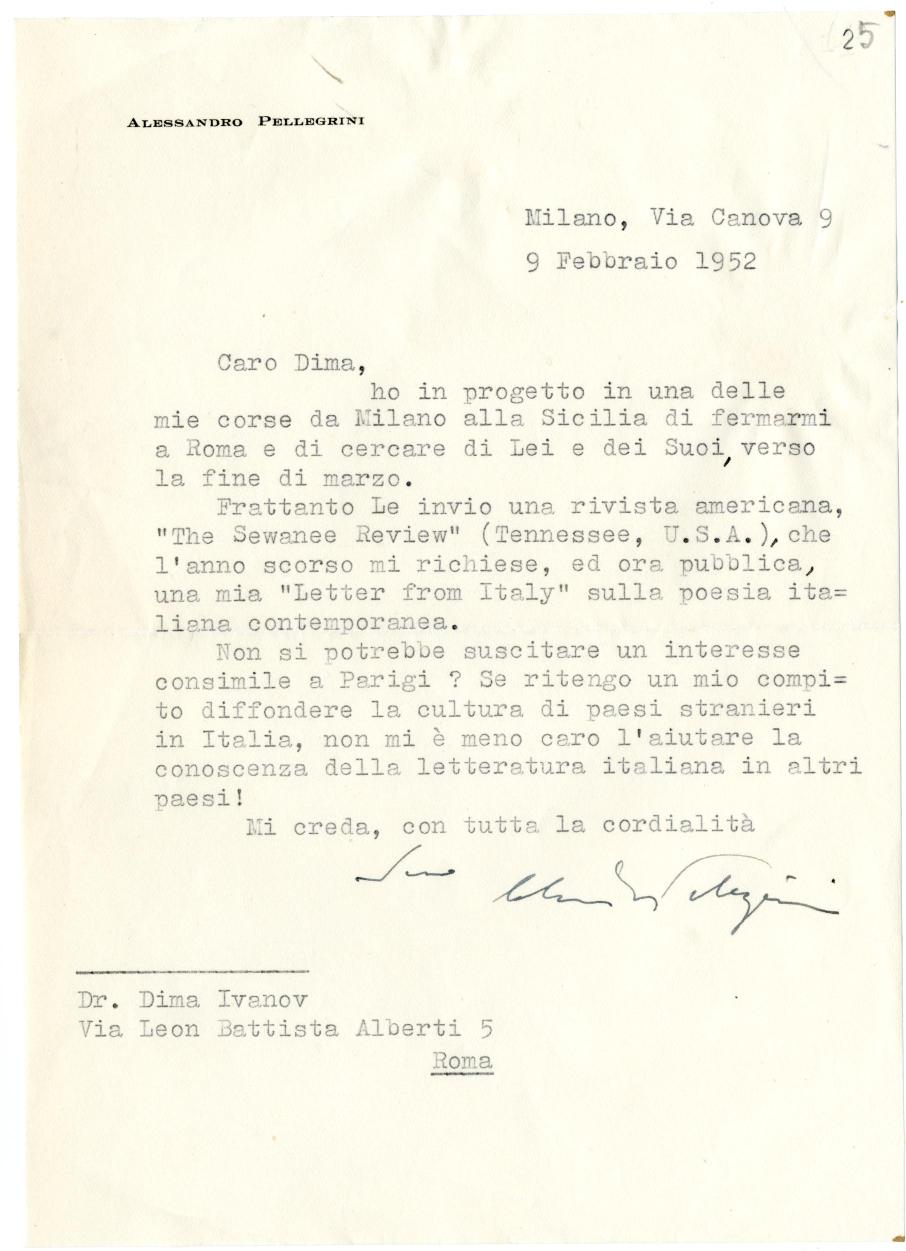 25
ALESSANDRO PELLEGRINI
Milano, Via Canova 9
9 Febbraio 1952
Caro Dima,
ho in progetto in una delle
mie corse da Milano alla Sicilia di fermarmi
a Roma e di cercare di Lei e dei Suoi, verso
la fine di marzo.
Frattanto Le invio una rivista americana,
"The Sewanee Review" (Tennessee, U.S.A.), che
l'anno scorso mi richiese, ed ora pubblica,
una mia "Letter from Italy" sulla poesia ita=
liana contemporanea.
Non si potrebbe suscitare un interesse
consimile a Parigi ? Se ritengo un mio compi=
to diffondere la cultura di paesi stranieri
in Italia, non mi è meno caro l'aiutare la
conoscenza della letteratura italiana in altri
paesi!
Mi creda, con tutta la cordialità
Suo Alessandro Pellegrini
Dr. Dima Ivanov
Via Leon Battista Alberti 5
Roma